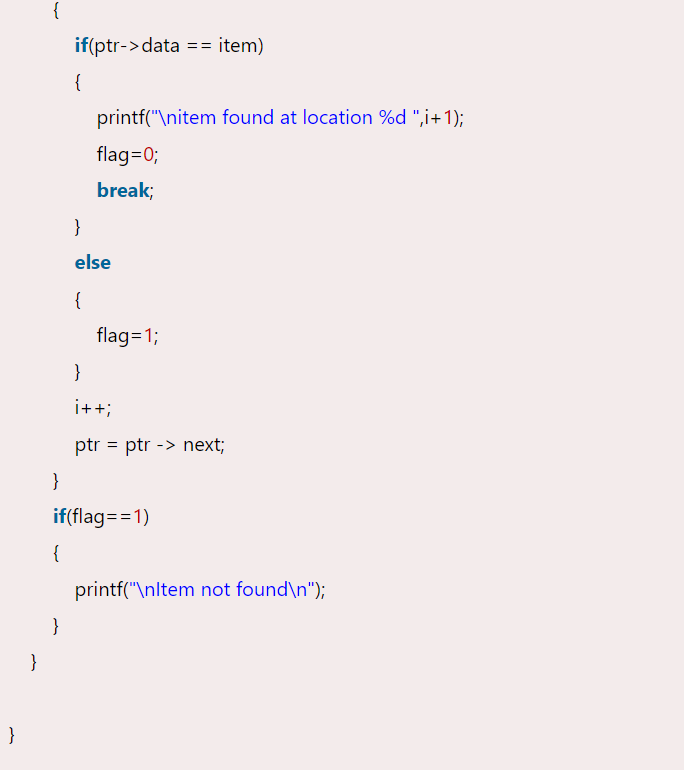 {
if(ptr->data == item)
{
printf("\nitem found at location %d ",i+1);
flag=0;
break;
}
else
{
flag=1;
}
i++;
ptr = ptr -> next;
}
if(flag==1)
{
printf("\nItem not found\n");
}
}
}